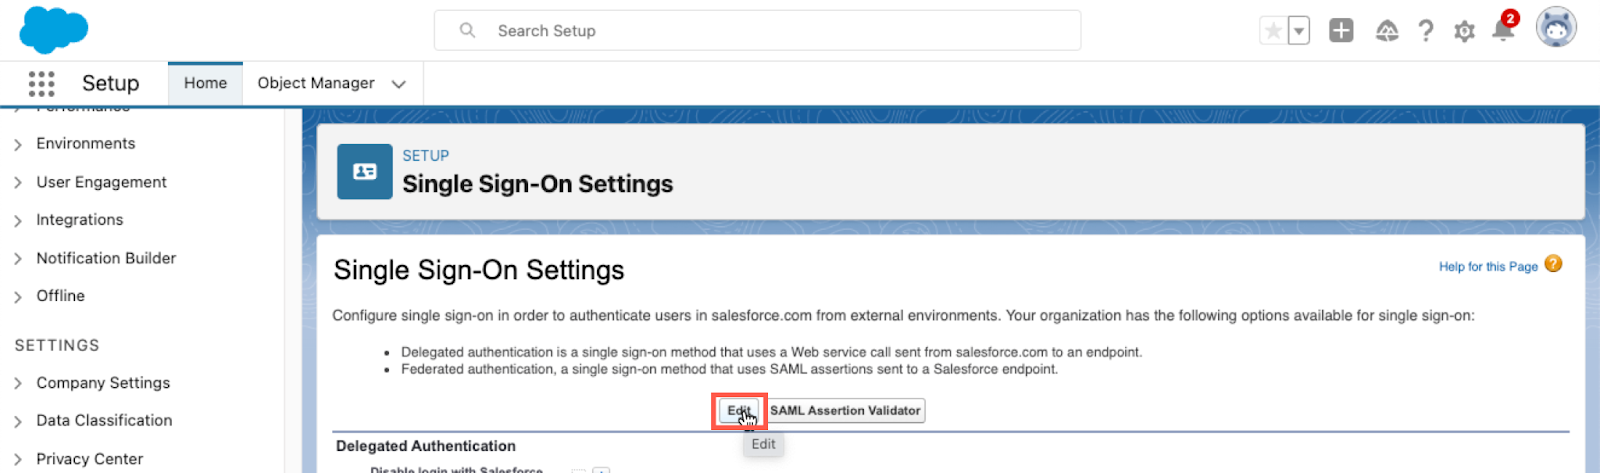 Search Setup
2
Setup
Home
Object Manager
Performance
Environments
User Engagement
Integrations
Notification Builder
Offline
SETTINGS
Company Settings
Data Classification
Privacy Center
SETUP
Single Sign-On Settings
Single Sign-On Settings
Help for this Page ?
Configure single sign-on in order to authenticate users in salesforce.com from external environments. Your organization has the following options available for single sign-on:
• Delegated authentication is a single sign-on method that uses a Web service call sent from salesforce.com to an endpoint.
• Federated authentication, a single sign-on method that uses SAML assertions sent to a Salesforce endpoint.
Edit SAML Assertion Validator
Edit
Delegated Authentication
Disable login with Salesforce